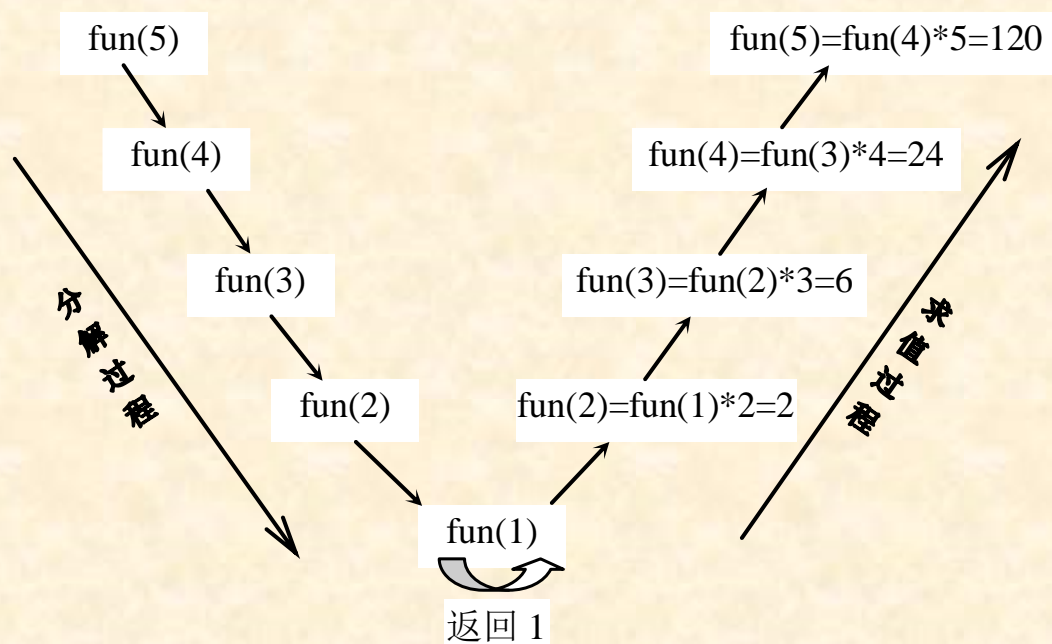 fun(5)
fun(4)
fun(3)
fun(2)
fun(1)
返回 1
fun(2)=fun(1)*2=2
fun(3)=fun(2)*3=6
fun(4)=fun(3)*4=24
fun(5)=fun(4)*5=120
分解过程
求值过程